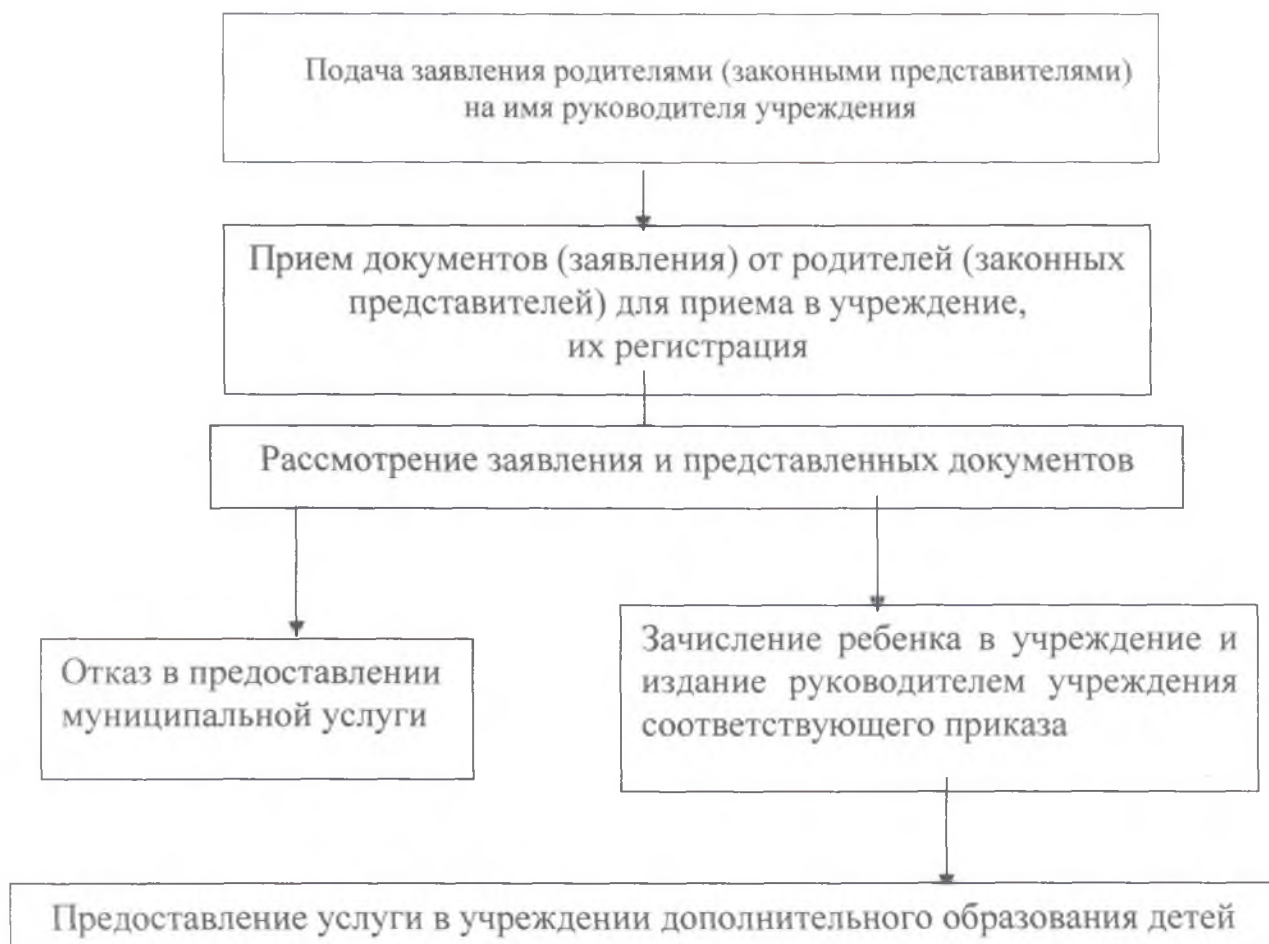 Подача заявления родителями (законными представителями)
на имя руководителя учреждения
Прием документов (заявления) от родителей (законных
представителей) для приема в учреждение,
их регистрация
Рассмотрение заявления и представленных документов
Отказ в предоставлении
муниципальной услуги
Зачисление ребенка в учреждение и
издание руководителем учреждения
соответствующего приказа
Предоставление услуги в учреждении дополнительного образования детей